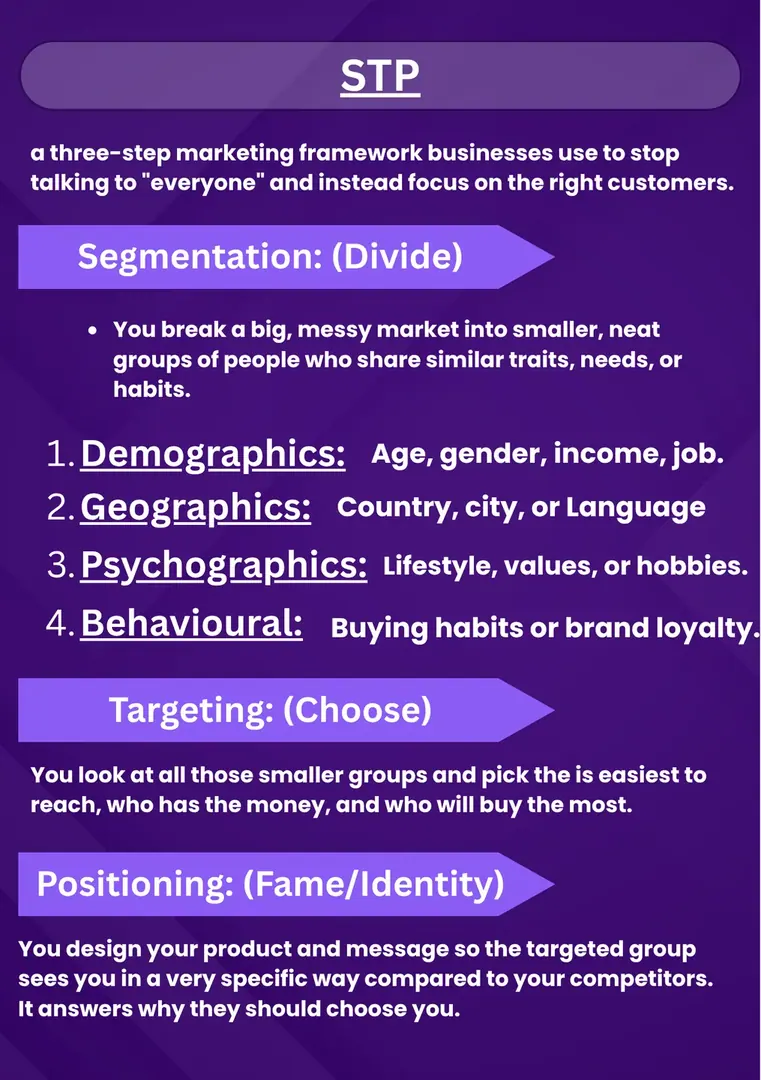 STP
a three-step marketing framework businesses use to stop
talking to "everyone" and instead focus on the right customers.
Segmentation: (Divide)
• You break a big, messy market into smaller, neat
groups of people who share similar traits, needs, or
habits.
1. Demographics: Age, gender, income, job.
2. Geographics: Country, city, or Language
3. Psychographics: Lifestyle, values, or hobbies.
4. Behavioural: Buying habits or brand loyalty.
Targeting: (Choose)
You look at all those smaller groups and pick the is easiest to
reach, who has the money, and who will buy the most.
Positioning: (Fame/Identity)
You design your product and message so the targeted group
sees you in a very specific way compared to your competitors.
It answers why they should choose you.